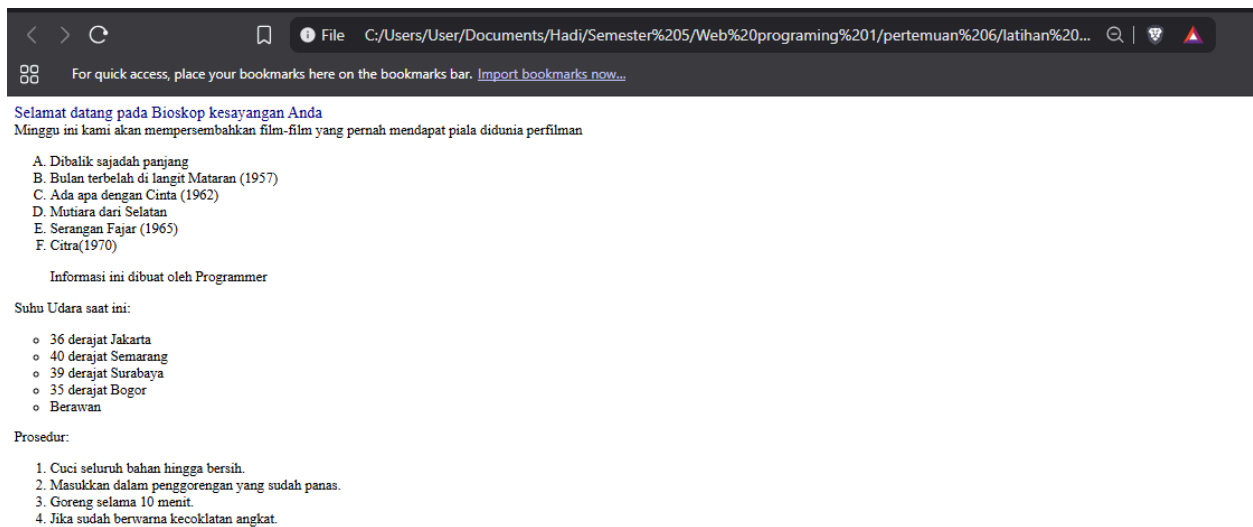 File C:/Users/User/Documents/Hadi/Semester%205/Web%20programing%201/pertemuan%206/latihan%20...
For quick access, place your bookmarks here on the bookmarks bar. Import bookmarks now...
Selamat datang pada Bioskop kesayangan Anda
Minggu ini kami akan mempersembahkan film-film yang pernah mendapat piala didunia perfilman
A. Dibalik sajadah panjang
B. Bulan terbelah di langit Mataran (1957)
C. Ada apa dengan Cinta (1962)
D. Mutiara dari Selatan
E. Serangan Fajar (1965)
F. Citra(1970)
Informasi ini dibuat oleh Programmer
Suhu Udara saat ini:
36 derajat Jakarta
40 derajat Semarang
39 derajat Surabaya
35 derajat Bogor
Berawan
Prosedur:
1. Cuci seluruh bahan hingga bersih.
2. Masukkan dalam penggorengan yang sudah panas.
3. Goreng selama 10 menit.
4. Jika sudah berwarna kecoklatan angkat.